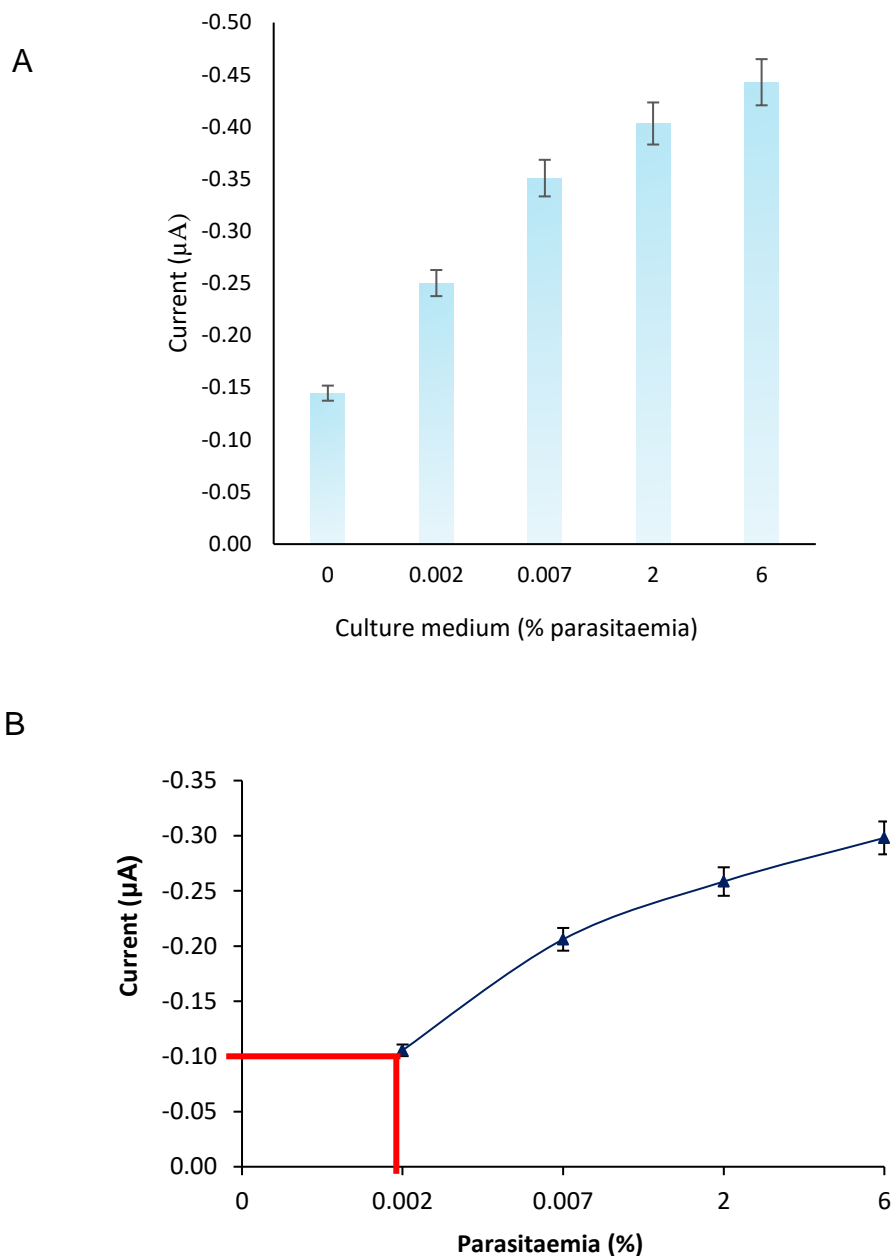 A
-0.50
-0.45
-0.40
-0.35
-0.30
-0.25
-0.20
-0.15
-0.10
-0.05
0.00
Current (µA)
0 0.002 0.007 2 6
Culture medium (% parasitaemia)
B
-0.35
-0.30
-0.25
-0.20
-0.15
-0.10
-0.05
0.00
Current (µA)
0 0.002 0.007 2 6
Parasitaemia (%)